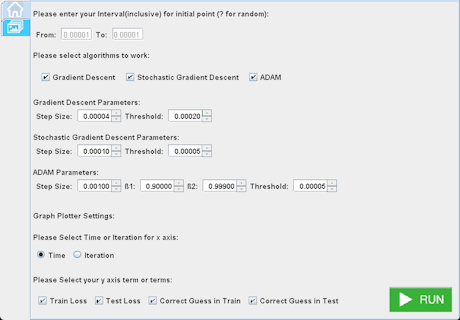 Please enter your Interval(inclusive) for initial point (? for random):
From: 0.00001 To: 0.00001
Please select algorithms to work:
Gradient Descent Stochastic Gradient Descent ADAM
Gradient Descent Parameters:
Step Size: 0.00004 Threshold: 0.00020
Stochastic Gradient Descent Parameters:
Step Size: 0.00010 Threshold: 0.00005
ADAM Parameters:
Step Size: 0.00100 ß1: 0.90000 ß2: 0.99900 Threshold: 0.00005
Graph Plotter Settings:
Please Select Time or Iteration for x axis:
Time Iteration
Please Select your y axis term or terms:
Train Loss Test Loss Correct Guess in Train Correct Guess in Test
RUN